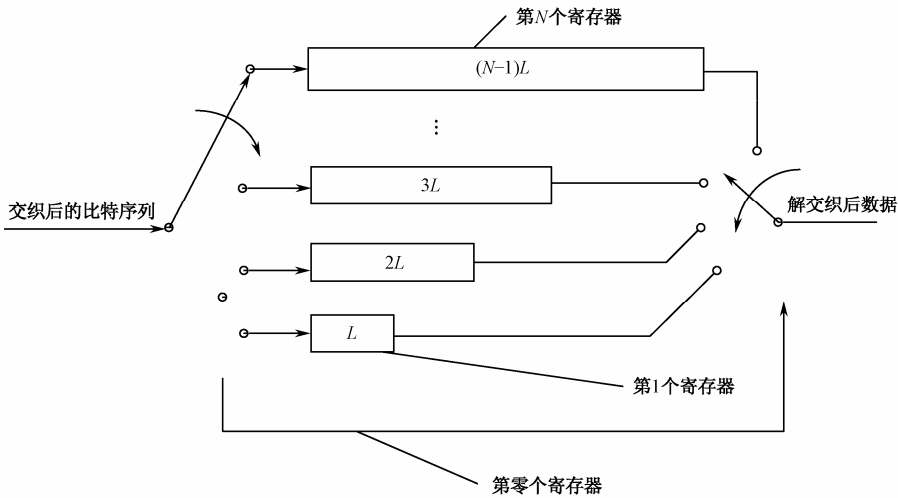 第N个寄存器
(N−1)L
⋮
3L
交织后的比特序列
解交织后数据
2L
L
第1个寄存器
第零个寄存器